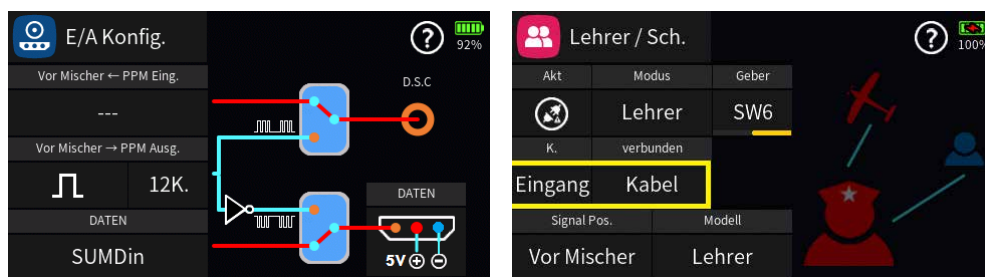 E/A Konfig.
?
92%
Vor Mischer ← PPM Eing.
---
Vor Mischer → PPM Ausg.
12K.
DATEN
SUMDin
D.S.C
DATEN
5V + −
Lehrer / Sch.
?
100%
Akt Modus Geber
Lehrer SW6
K. verbunden
Eingang Kabel
Signal Pos. Modell
Vor Mischer Lehrer